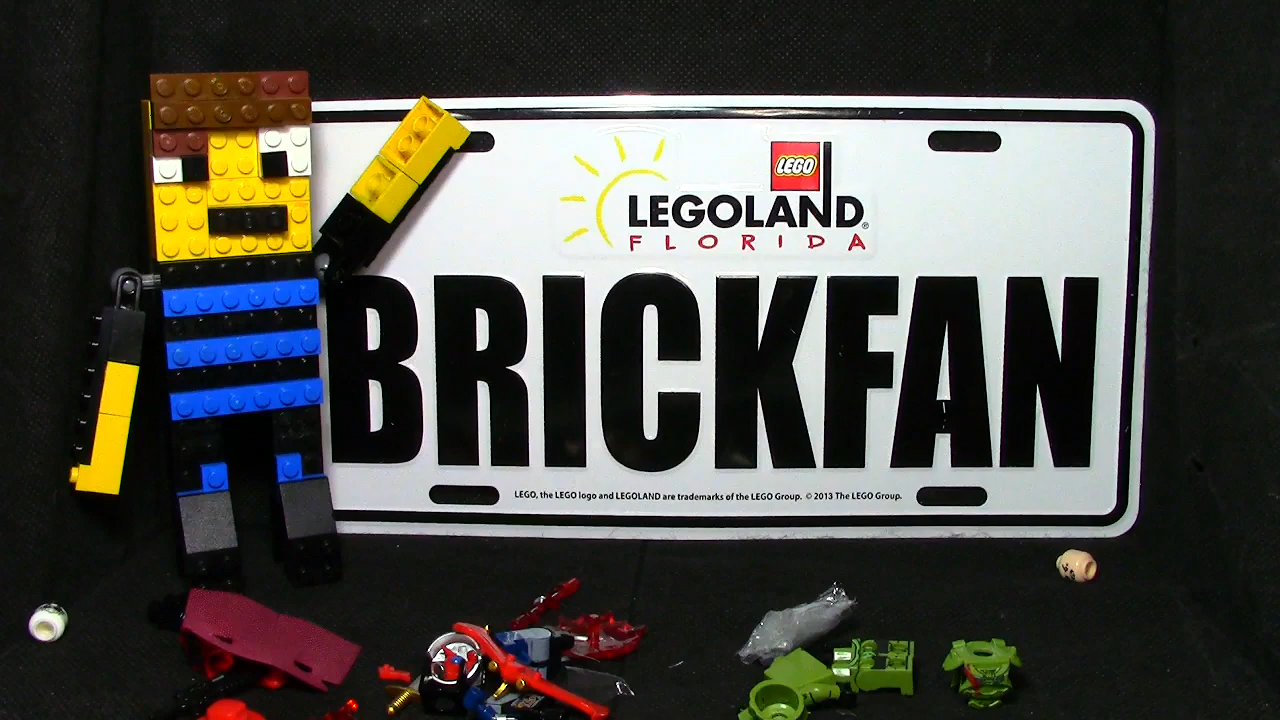 LEGO
LEGOLAND®
FLORIDA
BRICKFAN
LEGO, the LEGO logo and LEGOLAND are trademarks of the LEGO Group. © 2013 The LEGO Group.